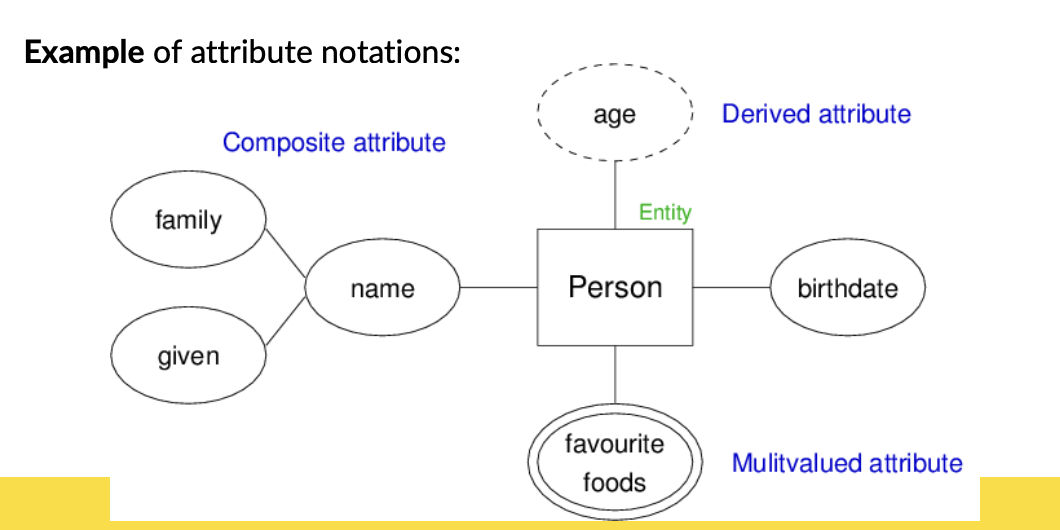 Example of attribute notations:
age
Derived attribute
Composite attribute
family
Entity
name
Person
birthdate
given
favourite
foods
Mulitvalued attribute